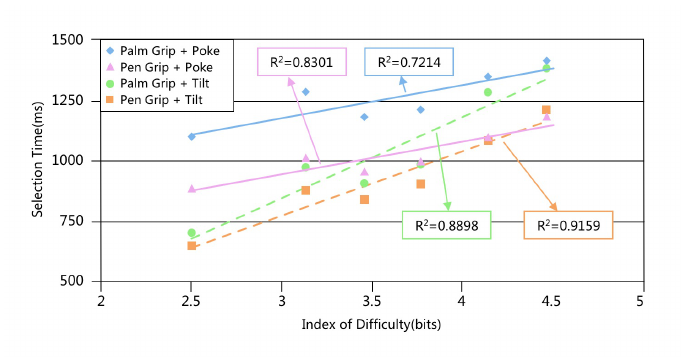 1500
Palm Grip + Poke
Pen Grip + Poke
Palm Grip + Tilt
Pen Grip + Tilt
R²=0.8301
R²=0.7214
1250
1000
750
500
R²=0.8898
R²=0.9159
2
2.5
3
3.5
4
4.5
5
Selection Time(ms)
Index of Difficulty(bits)